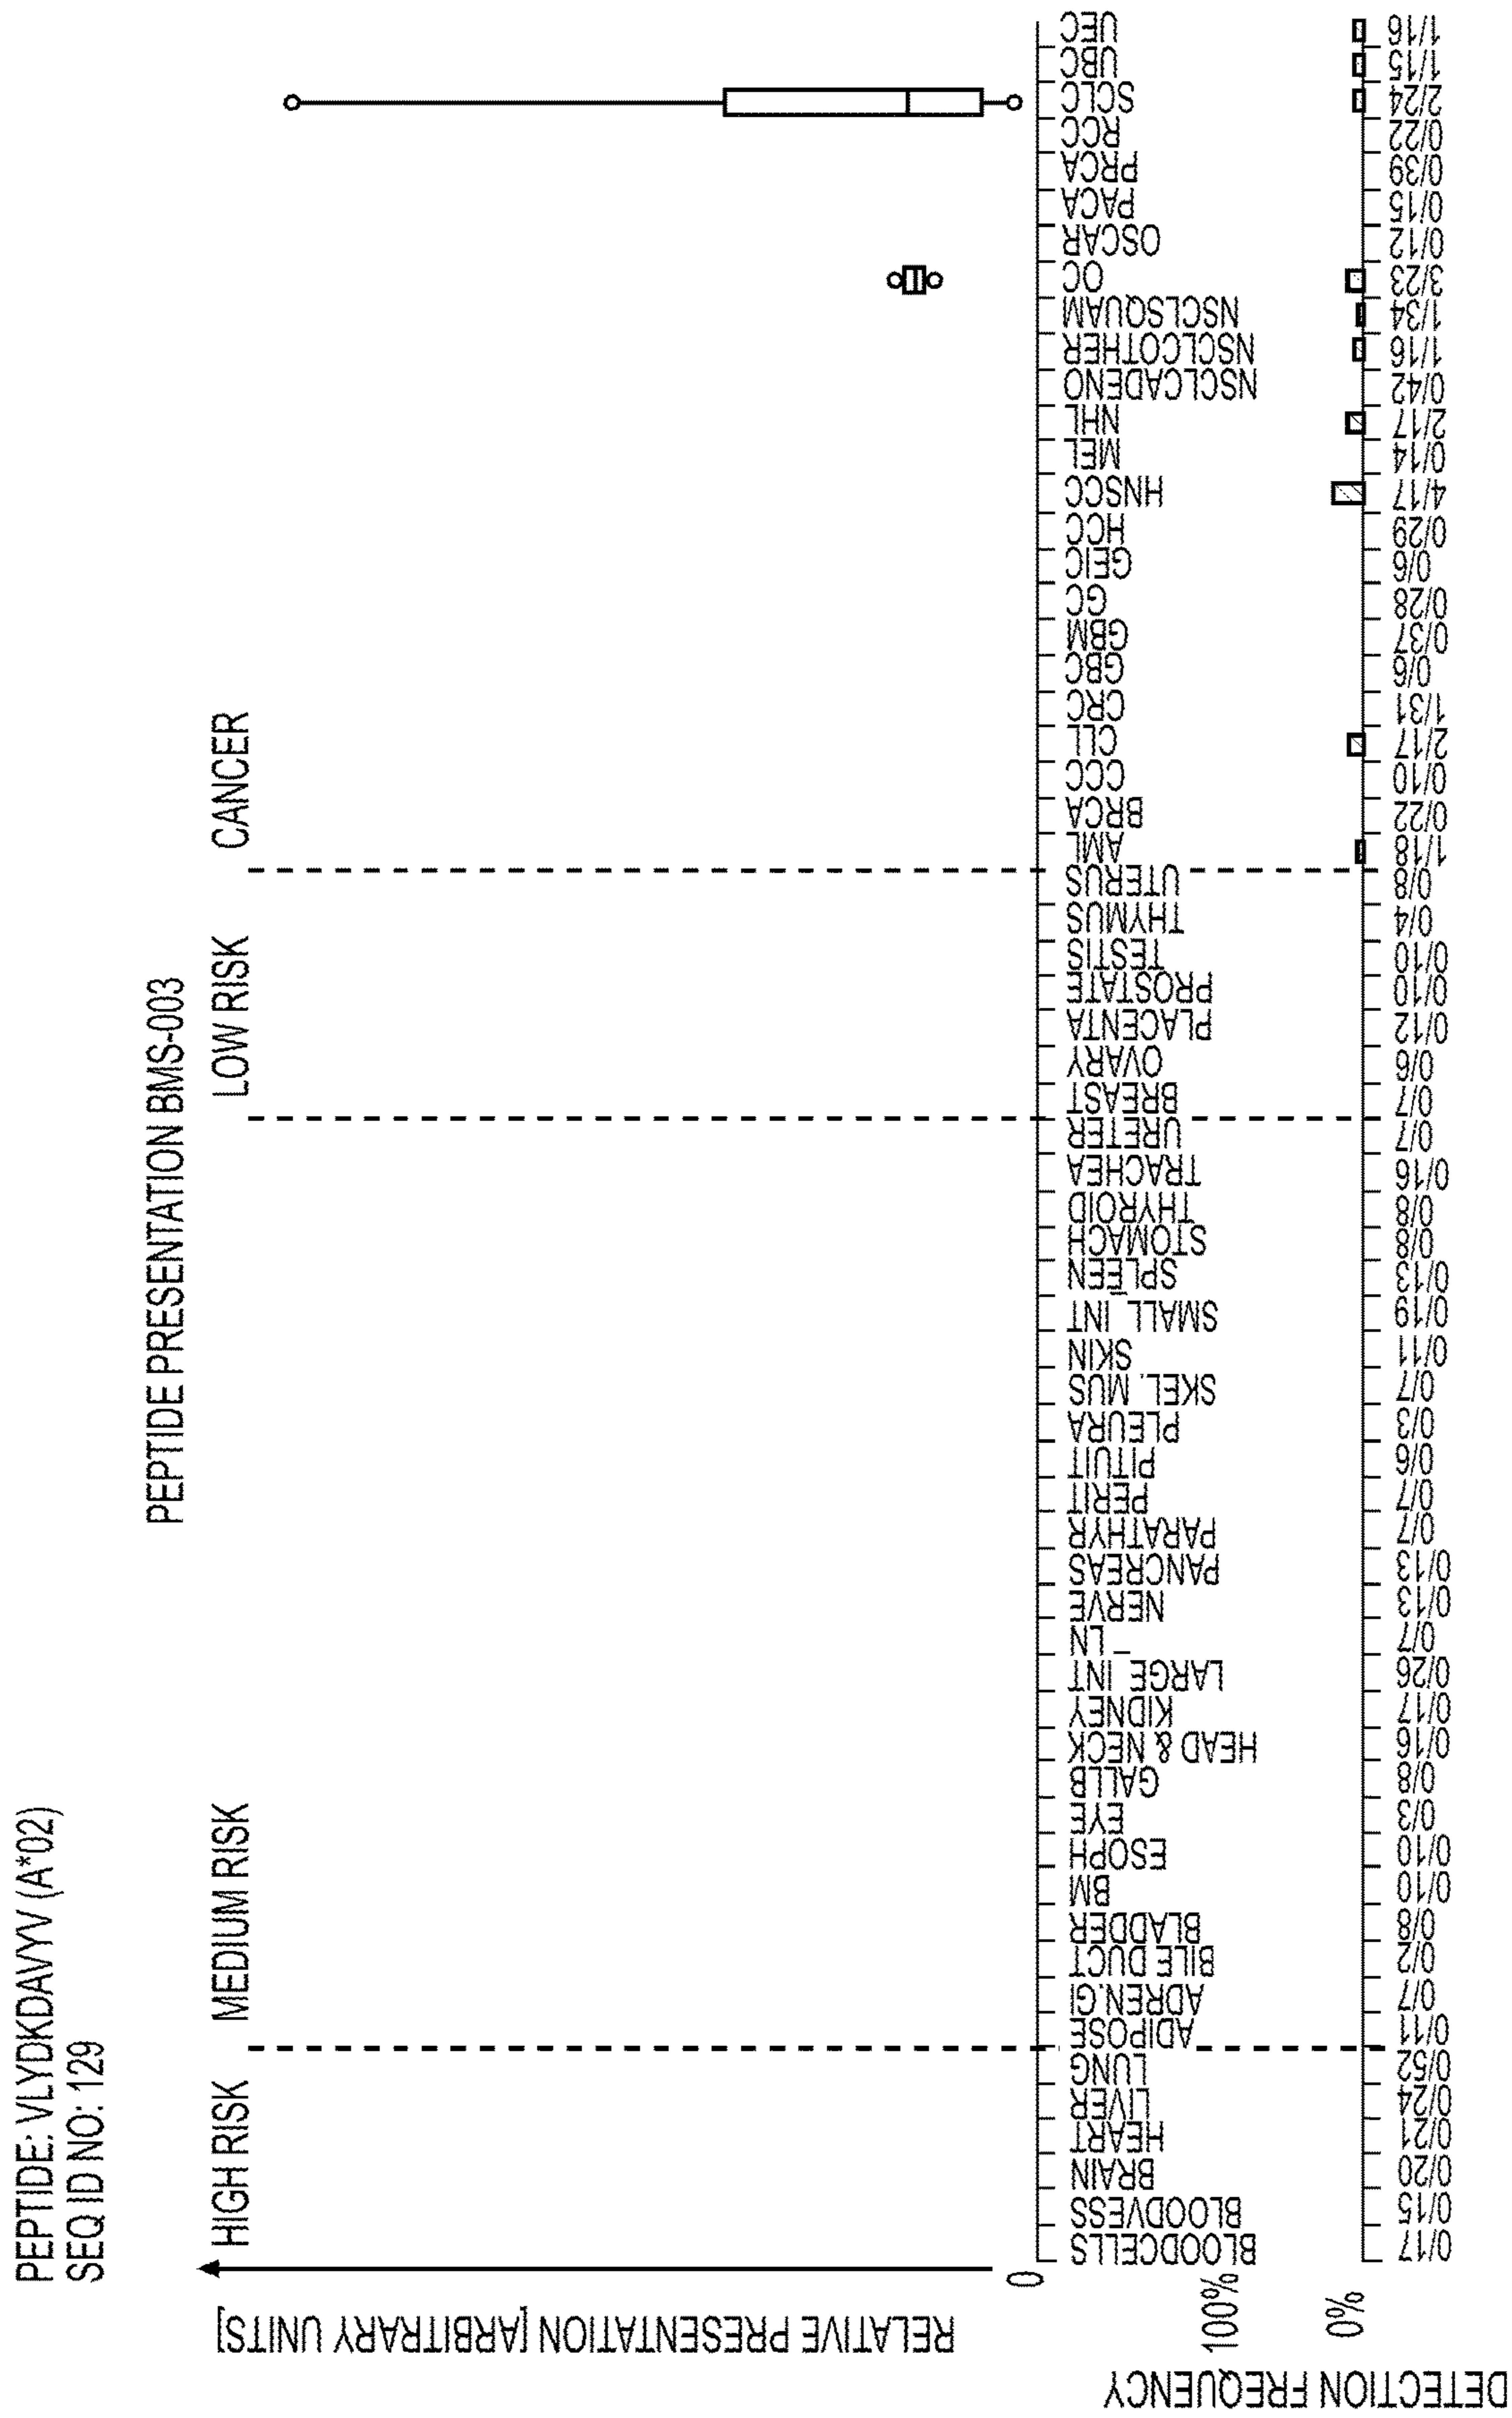 PEPTIDE: VLYDKDAVYV (A*02)
SEQ ID NO: 129
PEPTIDE PRESENTATION BMS-003
HIGH RISK
MEDIUM RISK
LOW RISK
CANCER
RELATIVE PRESENTATION [ARBITRARY UNITS]
0
BLOODCELLS
BLOODVESS
BRAIN
HEART
LIVER
LUNG
ADIPOSE
ADREN.GI
BILE DUCT
BLADDER
BM
ESOPH
EYE
GALLB
HEAD & NECK
KIDNEY
LARGE_INT
LN
NERVE
PANCREAS
PARATHYR
PERIT
PITUIT
PLEURA
SKEL. MUS
SKIN
SMALL_INT
SPLEEN
STOMACH
THYROID
TRACHEA
URETER
BREAST
OVARY
PLACENTA
PROSTATE
TESTIS
THYMUS
UTERUS
AML
BRCA
CCC
CLL
CRC
GBC
GBM
GC
GEIC
HCC
HNSCC
MEL
NHL
NSCLCADENO
NSCLCOTHER
NSCLSQUAM
OC
OSCAR
PACA
PRCA
RCC
SCLC
UBC
UEC
DETECTION FREQUENCY
100%
0%
0/17
0/15
0/20
0/21
0/24
0/52
0/11
0/7
0/2
0/8
0/10
0/10
0/3
0/8
0/16
0/17
0/26
0/7
0/13
0/13
0/7
0/7
0/6
0/3
0/7
0/11
0/19
0/13
0/8
0/8
0/16
0/7
0/7
0/6
0/12
0/10
0/10
0/4
0/8
1/18
0/22
0/10
2/17
1/31
0/6
0/37
0/28
0/6
0/29
4/17
0/14
2/17
0/42
1/16
1/34
3/23
0/12
0/15
0/39
0/22
2/24
1/15
1/16